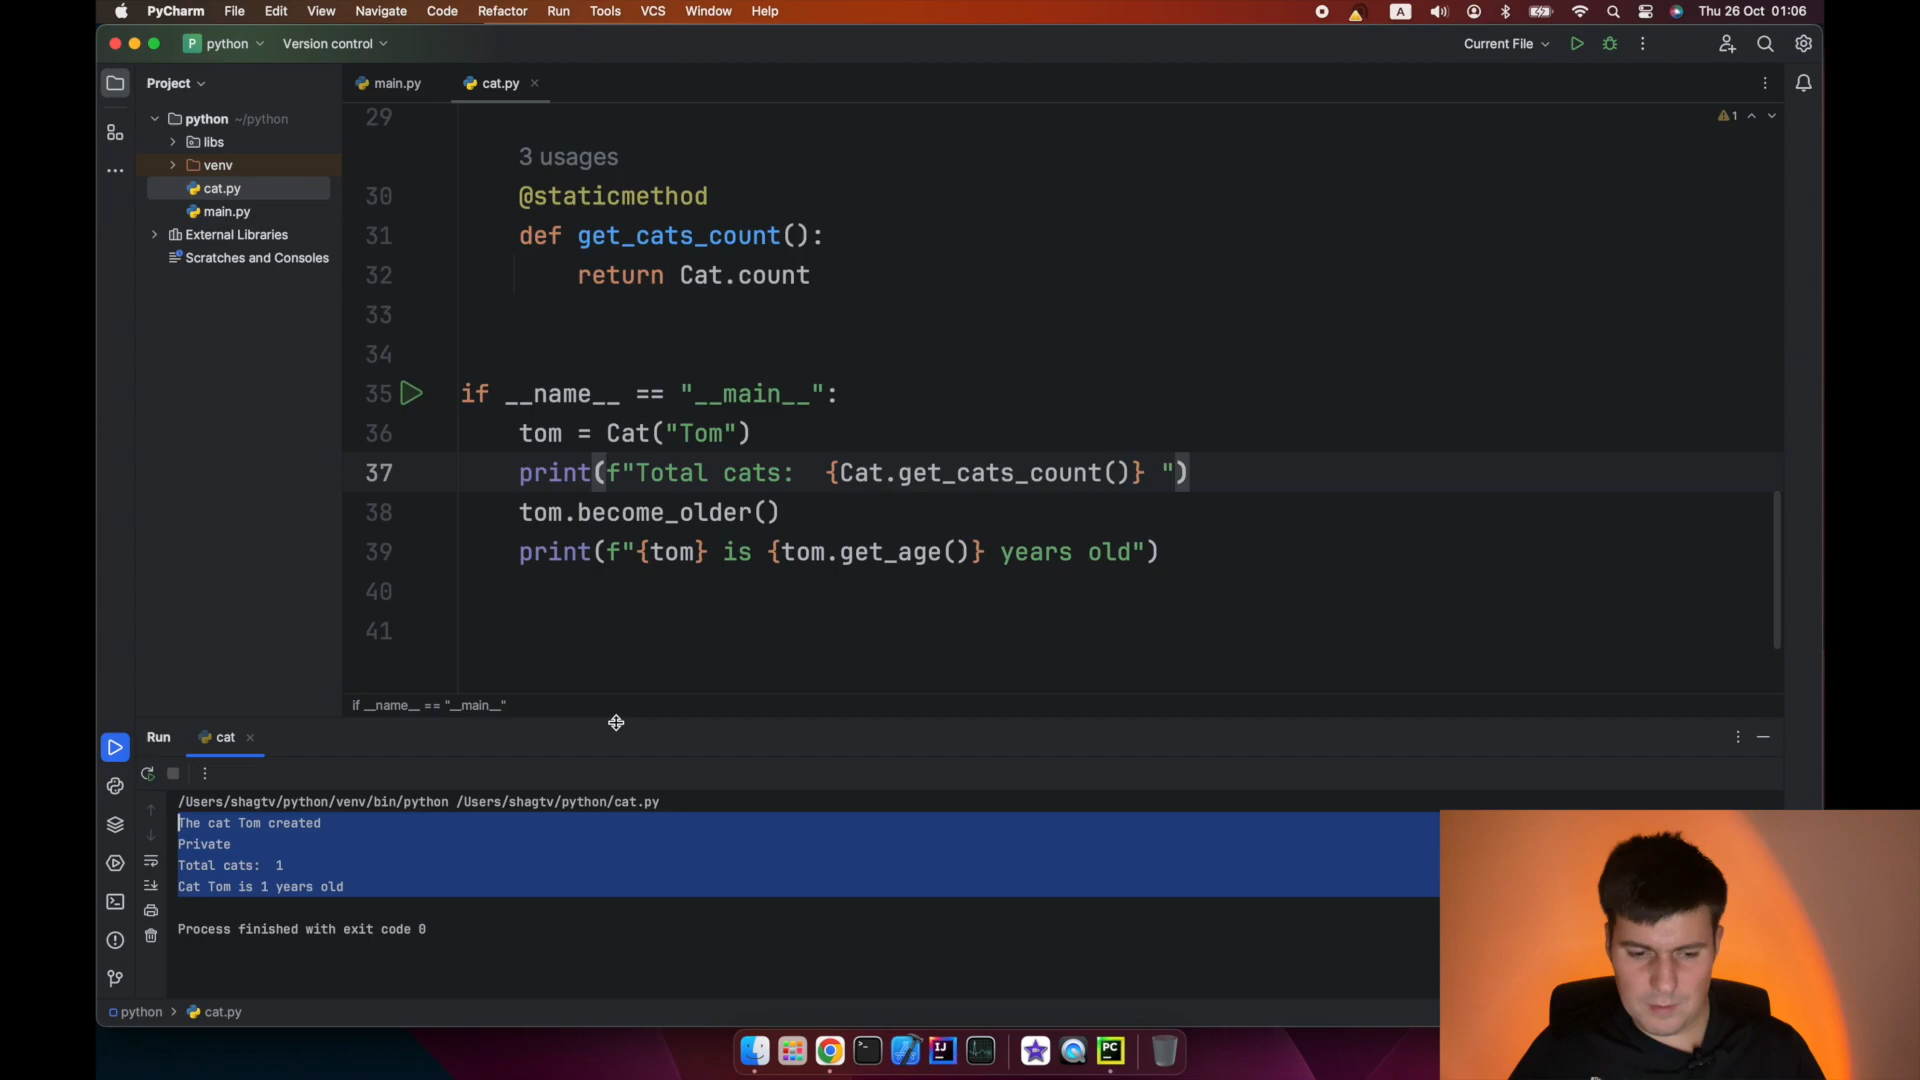 PyCharm File Edit View Navigate Code Refactor Run Tools VCS Window Help A Thu 26 Oct 01:06
P python Version control Current File
Project main.py cat.py
python ~/python
libs
venv
cat.py
main.py
External Libraries
Scratches and Consoles
1
29
3 usages
30 @staticmethod
31 def get_cats_count():
32 return Cat.count
33
34
35 if __name__ == "__main__":
36 tom = Cat("Tom")
37 print(f"Total cats:  {Cat.get_cats_count()} ")
38 tom.become_older()
39 print(f"{tom} is {tom.get_age()} years old")
40
41
if __name__ == "__main__"
Run cat
/Users/shagtv/python/venv/bin/python /Users/shagtv/python/cat.py
The cat Tom created
Private
Total cats:  1
Cat Tom is 1 years old
Process finished with exit code 0
python cat.py
IJ PC